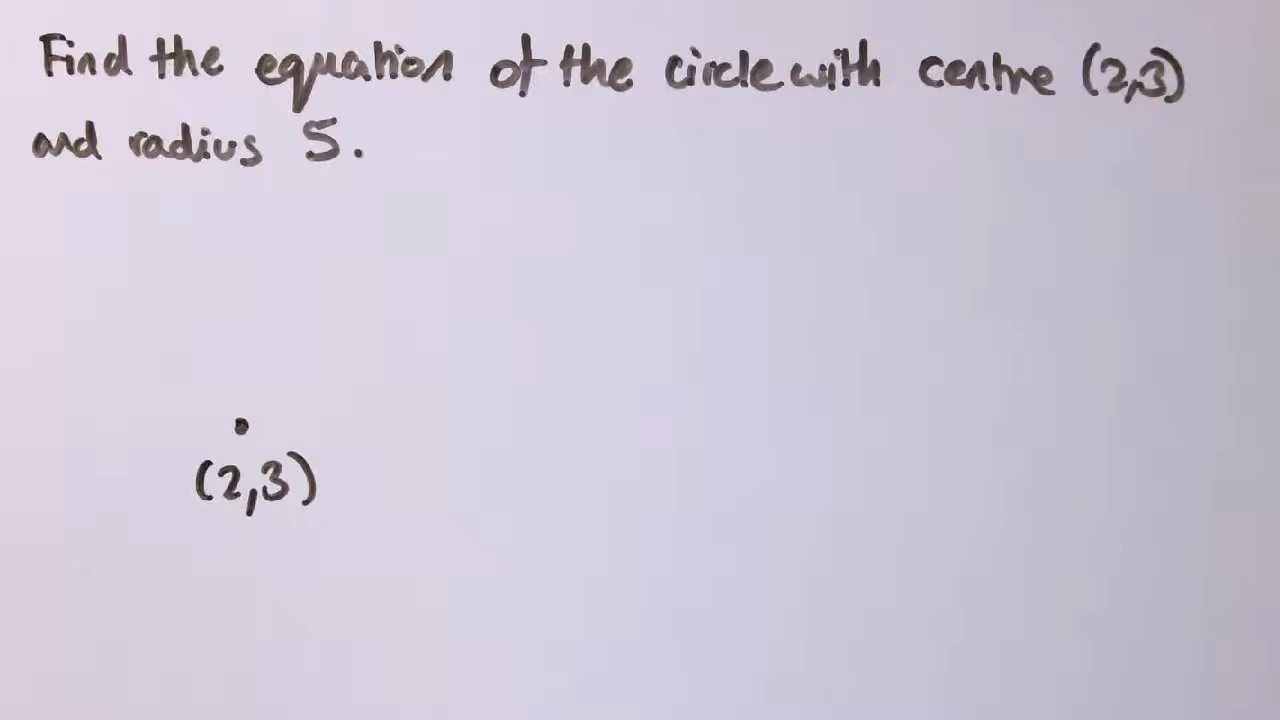 Find the equation of the circle with centre (2,3)
and radius 5.
(2,3)